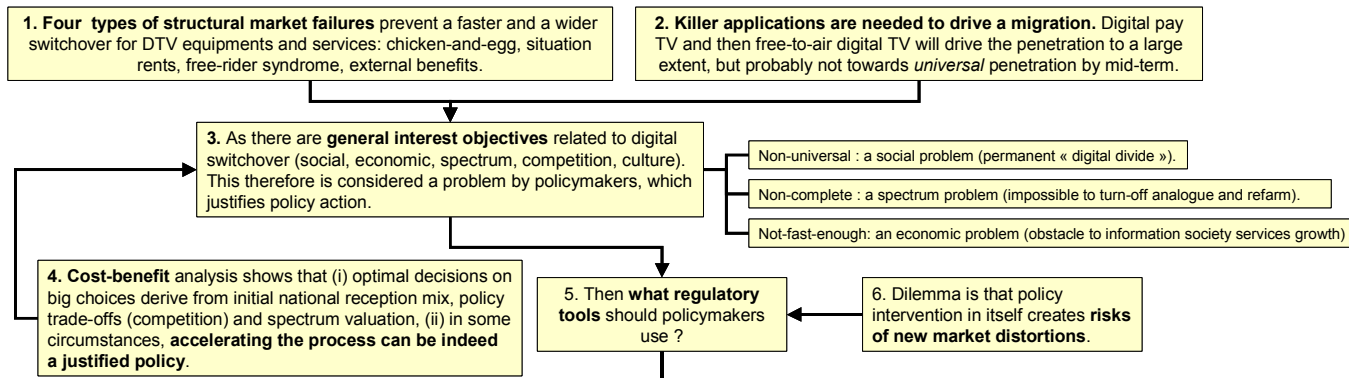 1. Four types of structural market failures prevent a faster and a wider
switchover for DTV equipments and services: chicken-and-egg, situation
rents, free-rider syndrome, external benefits.
2. Killer applications are needed to drive a migration. Digital pay
TV and then free-to-air digital TV will drive the penetration to a large
extent, but probably not towards universal penetration by mid-term.
3. As there are general interest objectives related to digital
switchover (social, economic, spectrum, competition, culture).
This therefore is considered a problem by policymakers, which
justifies policy action.
Non-universal : a social problem (permanent « digital divide »).
Non-complete : a spectrum problem (impossible to turn-off analogue and refarm).
Not-fast-enough: an economic problem (obstacle to information society services growth)
4. Cost-benefit analysis shows that (i) optimal decisions on
big choices derive from initial national reception mix, policy
trade-offs (competition) and spectrum valuation, (ii) in some
circumstances, accelerating the process can be indeed
a justified policy.
5. Then what regulatory
tools should policymakers
use ?
6. Dilemma is that policy
intervention in itself creates risks
of new market distortions.